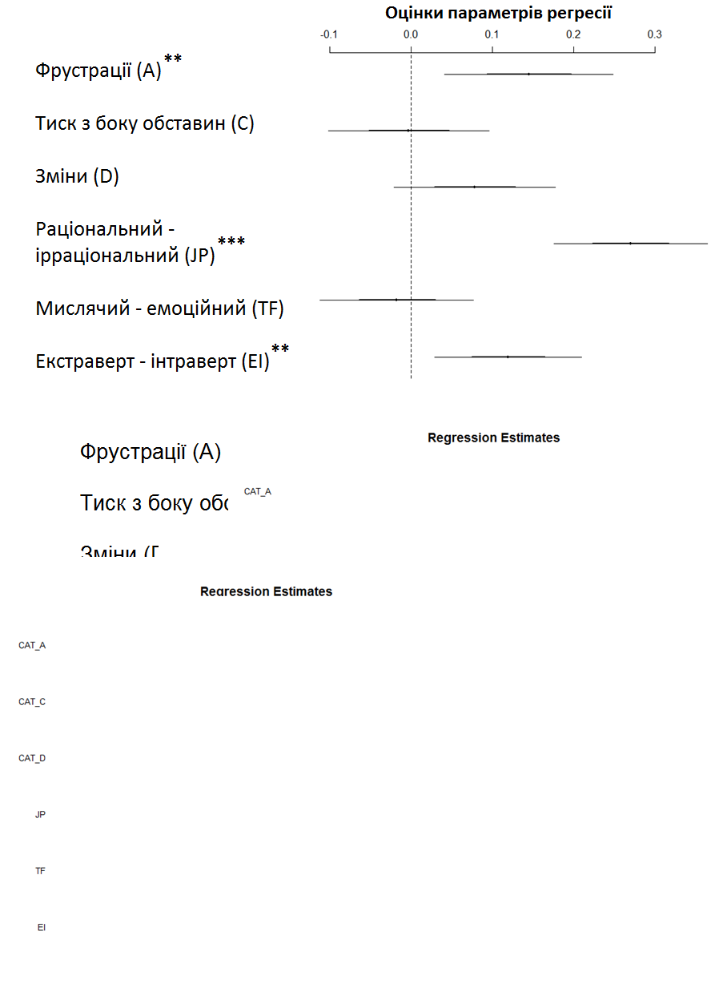 Оцінки параметрів регресії
-0.1 0.0 0.1 0.2 0.3
Фрустрації (A)**
Тиск з боку обставин (C)
Зміни (D)
Раціональний -
ірраціональний (JP)***
Мислячий - емоційний (TF)
Екстраверт - інтраверт (EI)**
Regression Estimates
Фрустрації (A)
CAT_A
Тиск з боку
Зміни
Regression Estimates
CAT_A
CAT_C
CAT_D
JP
TF
EI